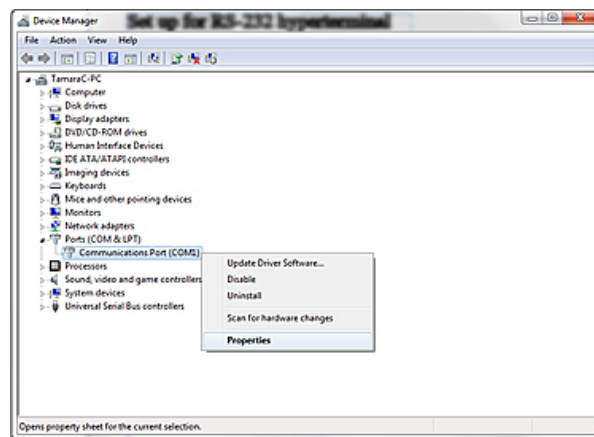 Device Manager
Set up for RS-232 hyperterminal
File Action View Help
TamaraC-PC
Computer
Disk drives
Display adapters
DVD/CD-ROM drives
Human Interface Devices
IDE ATA/ATAPI controllers
Imaging devices
Keyboards
Mice and other pointing devices
Monitors
Network adapters
Ports (COM & LPT)
Communications Port (COM1)
Processors
Sound, video and game controllers
System devices
Universal Serial Bus controllers
Update Driver Software...
Disable
Uninstall
Scan for hardware changes
Properties
Opens property sheet for the current selection.